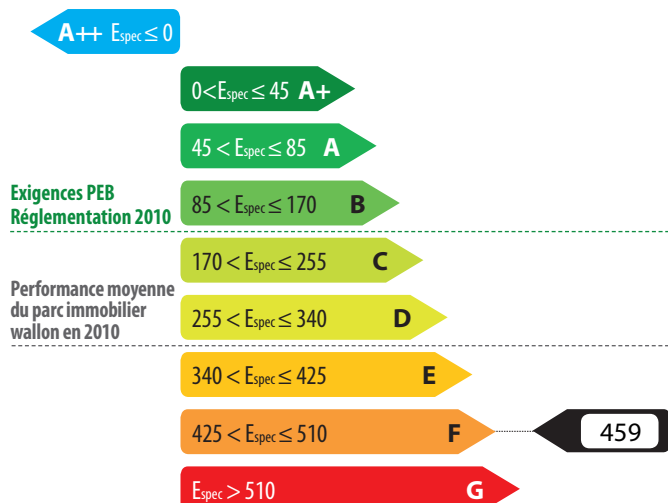 A++ Espec ≤ 0
0<Espec ≤ 45 A+
45 < Espec ≤ 85 A
Exigences PEB
Réglementation 2010
85 < Espec ≤ 170 B
170 < Espec ≤ 255 C
Performance moyenne
du parc immobilier
wallon en 2010
255 < Espec ≤ 340 D
340 < Espec ≤ 425 E
425 < Espec ≤ 510 F
459
Espec > 510 G